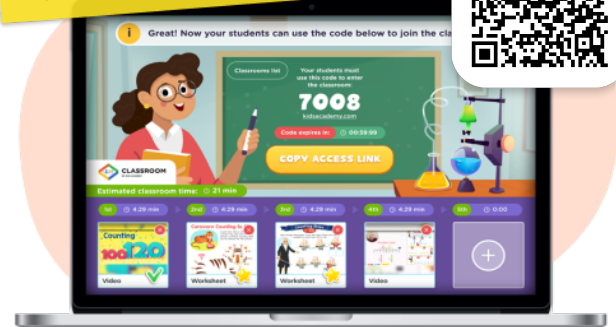 Great! Now your students can use the code below to join the cla
Classrooms list
Your students must
use this code to enter
the classroom
7008
kidsacademy.com
Code expires in: 00:59:99
COPY ACCESS LINK
CLASSROOM
Estimated classroom time: 21 min
1st 4:29 min
2nd 4:29 min
3rd 4:29 min
4th 4:29 min
5th 0:00
Counting
100 120
Video
Worksheet
Worksheet
Video